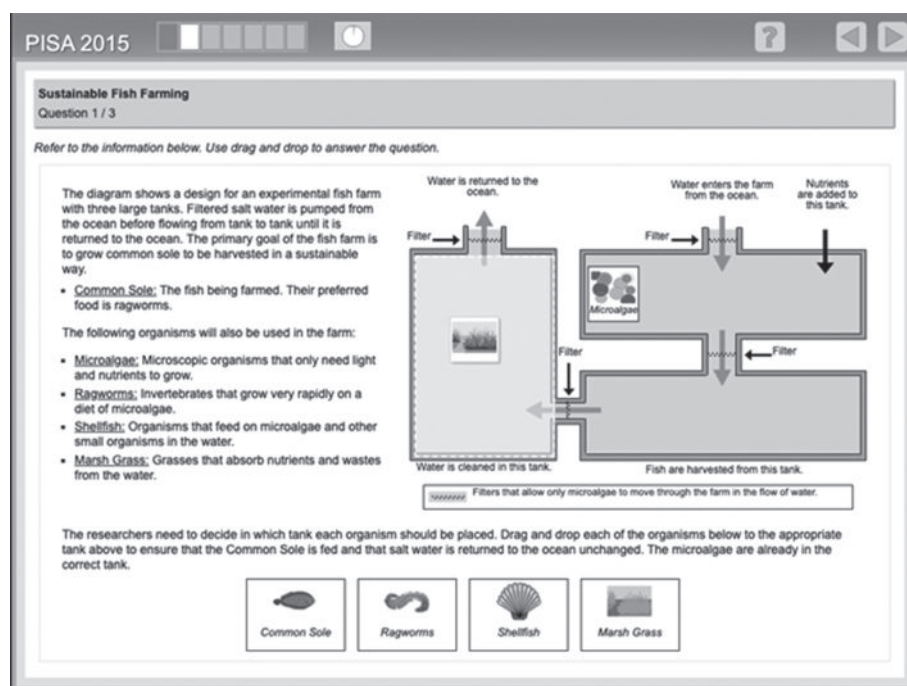 PISA 2015
?
Sustainable Fish Farming
Question 1 / 3
Refer to the information below. Use drag and drop to answer the question.
The diagram shows a design for an experimental fish farm
with three large tanks. Filtered salt water is pumped from
the ocean before flowing from tank to tank until it is
returned to the ocean. The primary goal of the fish farm is
to grow common sole to be harvested in a sustainable
way.
• Common Sole: The fish being farmed. Their preferred
food is ragworms.
The following organisms will also be used in the farm:
• Microalgae: Microscopic organisms that only need light
and nutrients to grow.
• Ragworms: Invertebrates that grow very rapidly on a
diet of microalgae.
• Shellfish: Organisms that feed on microalgae and other
small organisms in the water.
• Marsh Grass: Grasses that absorb nutrients and wastes
from the water.
Water is returned to the
ocean.
Water enters the farm
from the ocean.
Nutrients
are added to
this tank.
Filter
Filter
Microalgae
Filter
Filter
Water is cleaned in this tank.
Fish are harvested from this tank.
Filters that allow only microalgae to move through the farm in the flow of water.
The researchers need to decide in which tank each organism should be placed. Drag and drop each of the organisms below to the appropriate
tank above to ensure that the Common Sole is fed and that salt water is returned to the ocean unchanged. The microalgae are already in the
correct tank.
Common Sole
Ragworms
Shellfish
Marsh Grass